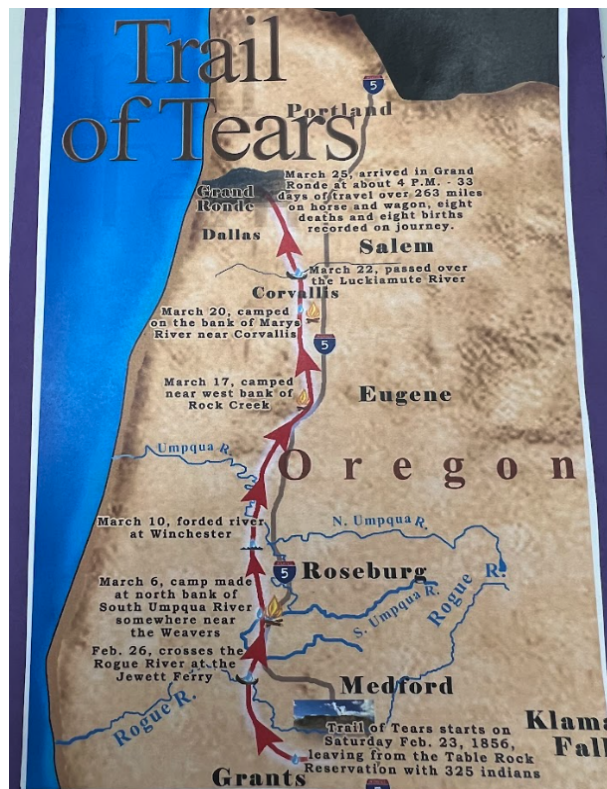 Trail
of Tears
5
Portland
March 25, arrived in Grand
Ronde at about 4 P.M. - 33
days of travel over 263 miles
on horse and wagon, eight
deaths and eight births
recorded on journey.
Grand
Ronde
Dallas
Salem
March 22, passed over
the Luckiamute River
Corvallis
March 20, camped
on the bank of Marys
River near Corvallis
5
March 17, camped
near west bank of
Rock Creek
Eugene
Umpqua R.
Oregon
March 10, forded river
at Winchester
N. Umpqua R.
5
Roseburg
March 6, camp made
at north bank of
South Umpqua River
somewhere near
the Weavers
S. Umpqua R.
Rogue R.
Feb. 26, crosses the
Rogue River at the
Jewett Ferry
Medford
Rogue R.
Trail of Tears starts on
Saturday Feb. 23, 1856,
leaving from the Table Rock
Reservation with 325 indians
Klama
Fall
Grants